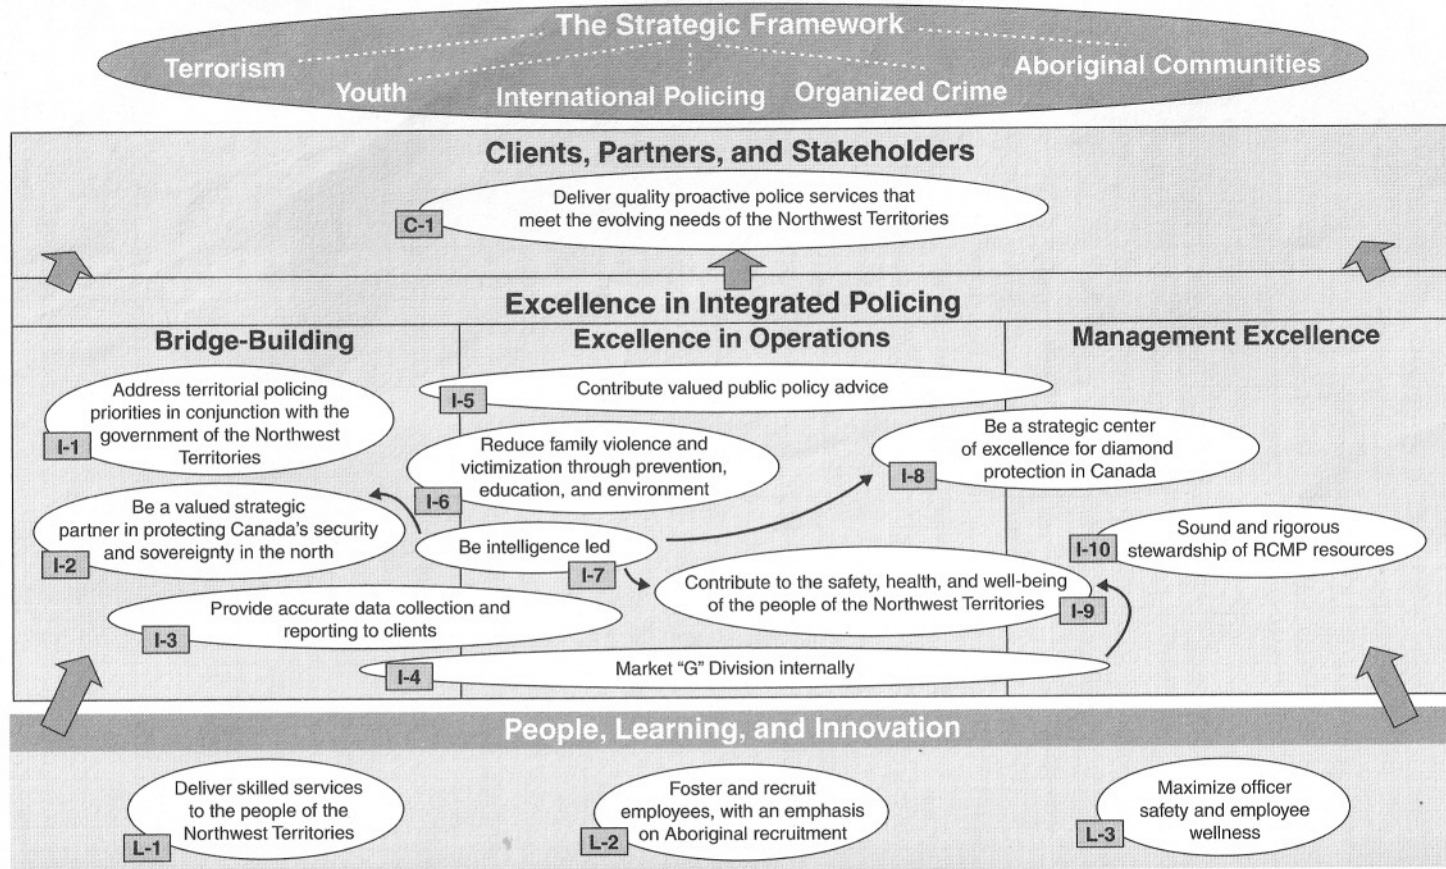 The Strategic Framework
Terrorism
Youth
International Policing
Organized Crime
Aboriginal Communities
Clients, Partners, and Stakeholders
Deliver quality proactive police services that
meet the evolving needs of the Northwest Territories
C-1
Excellence in Integrated Policing
Bridge-Building
Address territorial policing
priorities in conjunction with the
government of the Northwest
Territories
I-1
Be a valued strategic
partner in protecting Canada's security
and sovereignty in the north
I-2
Provide accurate data collection and
reporting to clients
I-3
Market "G" Division internally
I-4
Excellence in Operations
Contribute valued public policy advice
I-5
Reduce family violence and
victimization through prevention,
education, and environment
I-6
Be intelligence led
I-7
Management Excellence
Be a strategic center
of excellence for diamond
protection in Canada
I-8
Contribute to the safety, health, and well-being
of the people of the Northwest Territories
I-9
Sound and rigorous
stewardship of RCMP resources
I-10
People, Learning, and Innovation
Deliver skilled services
to the people of the
Northwest Territories
L-1
Foster and recruit
employees, with an emphasis
on Aboriginal recruitment
L-2
Maximize officer
safety and employee
wellness
L-3